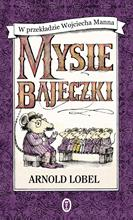 W przekładzie Wojciecha Manna
MYSIE
BAJECZKI
ARNOLD LOBEL